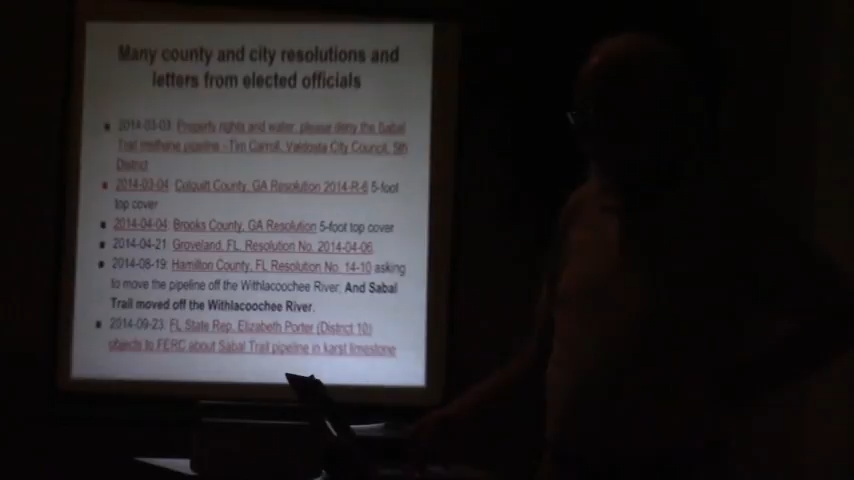 Many county and city resolutions and
letters from elected officials
2014-03-03: Property rights and water, please deny the Sabal
Trail methane pipeline -Tim Carroll, Valdosta City Council, 5th
District
2014-03-04: Colquitt County, GA Resolution 2014-R-6 5-foot
top cover
2014-04-04: Brooks County, GA Resolution 5-foot top cover
2014-04-21: Groveland, FL, Resolution No. 2014-04-06
2014-08-19: Hamilton County, FL Resolution No. 14-10 asking
to move the pipeline off the Withlacoochee River. And Sabal
Trail moved off the Withlacoochee River.
2014-09-23: FL State Rep. Elizabeth Porter (District 10)
objects to FERC about Sabal Trail pipeline in karst limestone